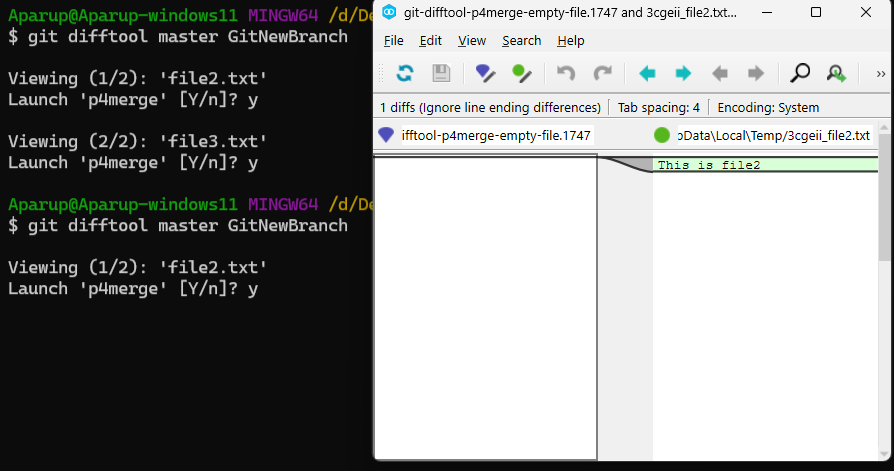 Aparup@Aparup-windows11 MINGW64 /d/De
$ git difftool master GitNewBranch
Viewing (1/2): 'file2.txt'
Launch 'p4merge' [Y/n]? y
Viewing (2/2): 'file3.txt'
Launch 'p4merge' [Y/n]? y
Aparup@Aparup-windows11 MINGW64 /d/De
$ git difftool master GitNewBranch
Viewing (1/2): 'file2.txt'
Launch 'p4merge' [Y/n]? y
git-difftool-p4merge-empty-file.1747 and 3cgeii_file2.txt...
File Edit View Search Help
»
1 diffs (Ignore line ending differences) Tab spacing: 4 Encoding: System
ifftool-p4merge-empty-file.1747
oData\Local\Temp/3cgeii_file2.txt
This is file2